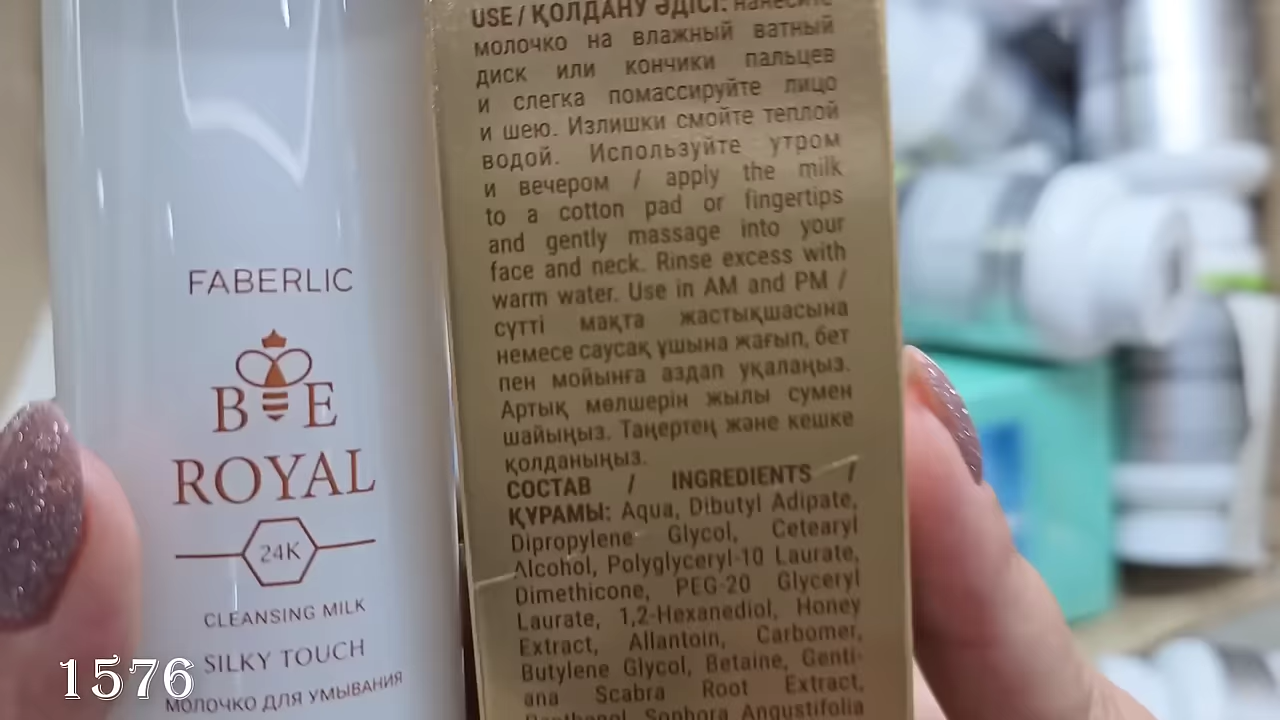 FABERLIC
BEE
ROYAL
24K
CLEANSING MILK
SILKY TOUCH
МОЛОЧКО ДЛЯ УМЫВАНИЯ
1576
USE / ҚОЛДАНУ ӘДІСІ: нанесите
молочко на влажный ватный
диск или кончики пальцев
и слегка помассируйте лицо
и шею. Излишки смойте теплой
водой. Используйте утром
и вечером / apply the milk
to a cotton pad or fingertips
and gently massage into your
face and neck. Rinse excess with
warm water. Use in AM and PM /
сүтті мақта жастықшасына
немесе саусақ ұшына жағып, бет
пен мойынға аздап уқалаңыз.
Артық мөлшерін жылы сумен
шайыңыз. Таңертең және кешке
қолданыңыз.
СОСТАВ / INGREDIENTS /
ҚҰРАМЫ: Aqua, Dibutyl Adipate,
Dipropylene Glycol, Cetearyl
Alcohol, Polyglyceryl-10 Laurate,
Dimethicone, PEG-20 Glyceryl
Laurate, 1,2-Hexanediol, Honey
Extract, Allantoin, Carbomer,
Butylene Glycol, Betaine, Genti-
ana Scabra Root Extract,
Panthenol, Sophora Angustifolia